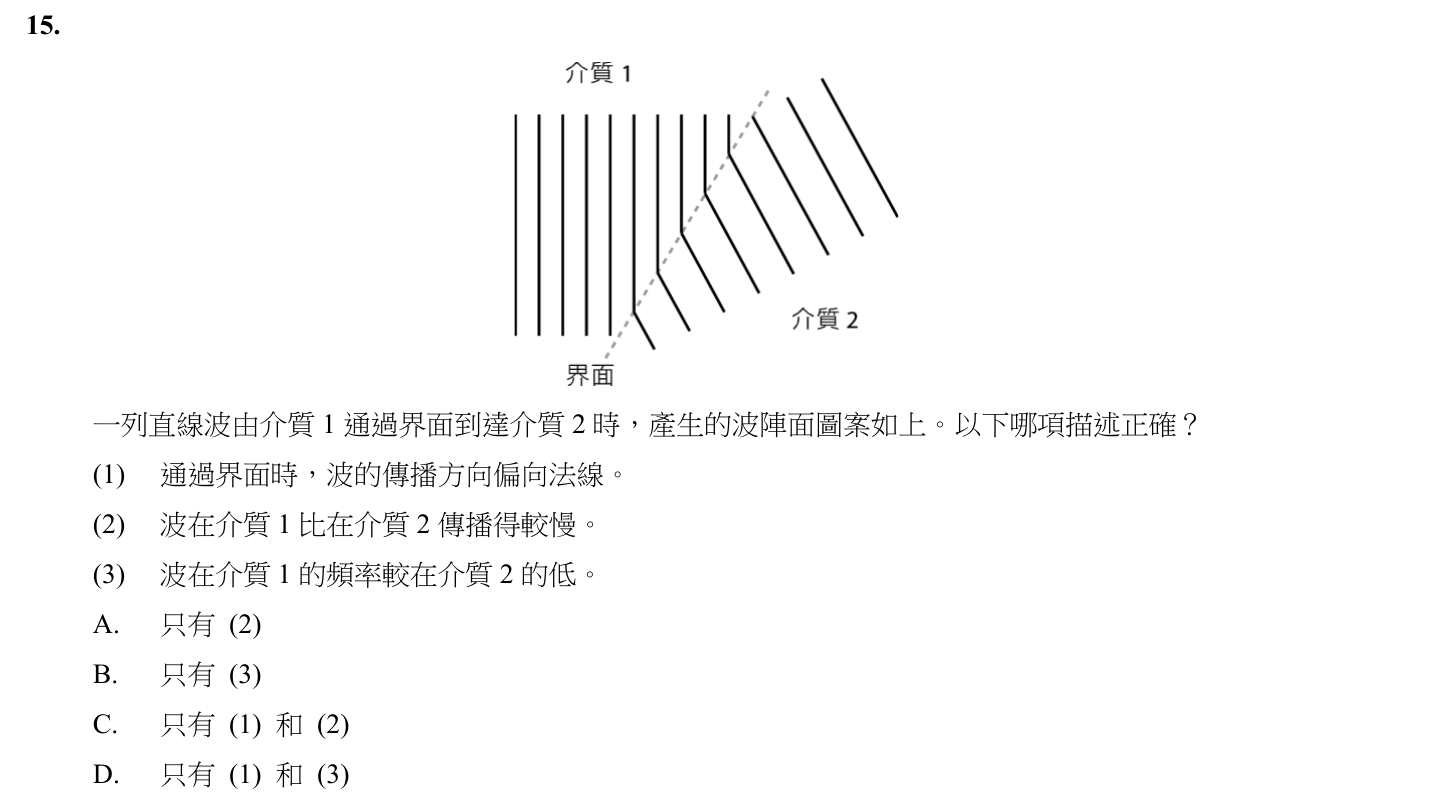 15.
介質 1
介質 2
界面
一列直線波由介質 1 通過界面到達介質 2 時，產生的波陣面圖案如上。以下哪項描述正確？
(1) 通過界面時，波的傳播方向偏向法線。
(2) 波在介質 1 比在介質 2 傳播得較慢。
(3) 波在介質 1 的頻率較在介質 2 的低。
A. 只有 (2)
B. 只有 (3)
C. 只有 (1) 和 (2)
D. 只有 (1) 和 (3)